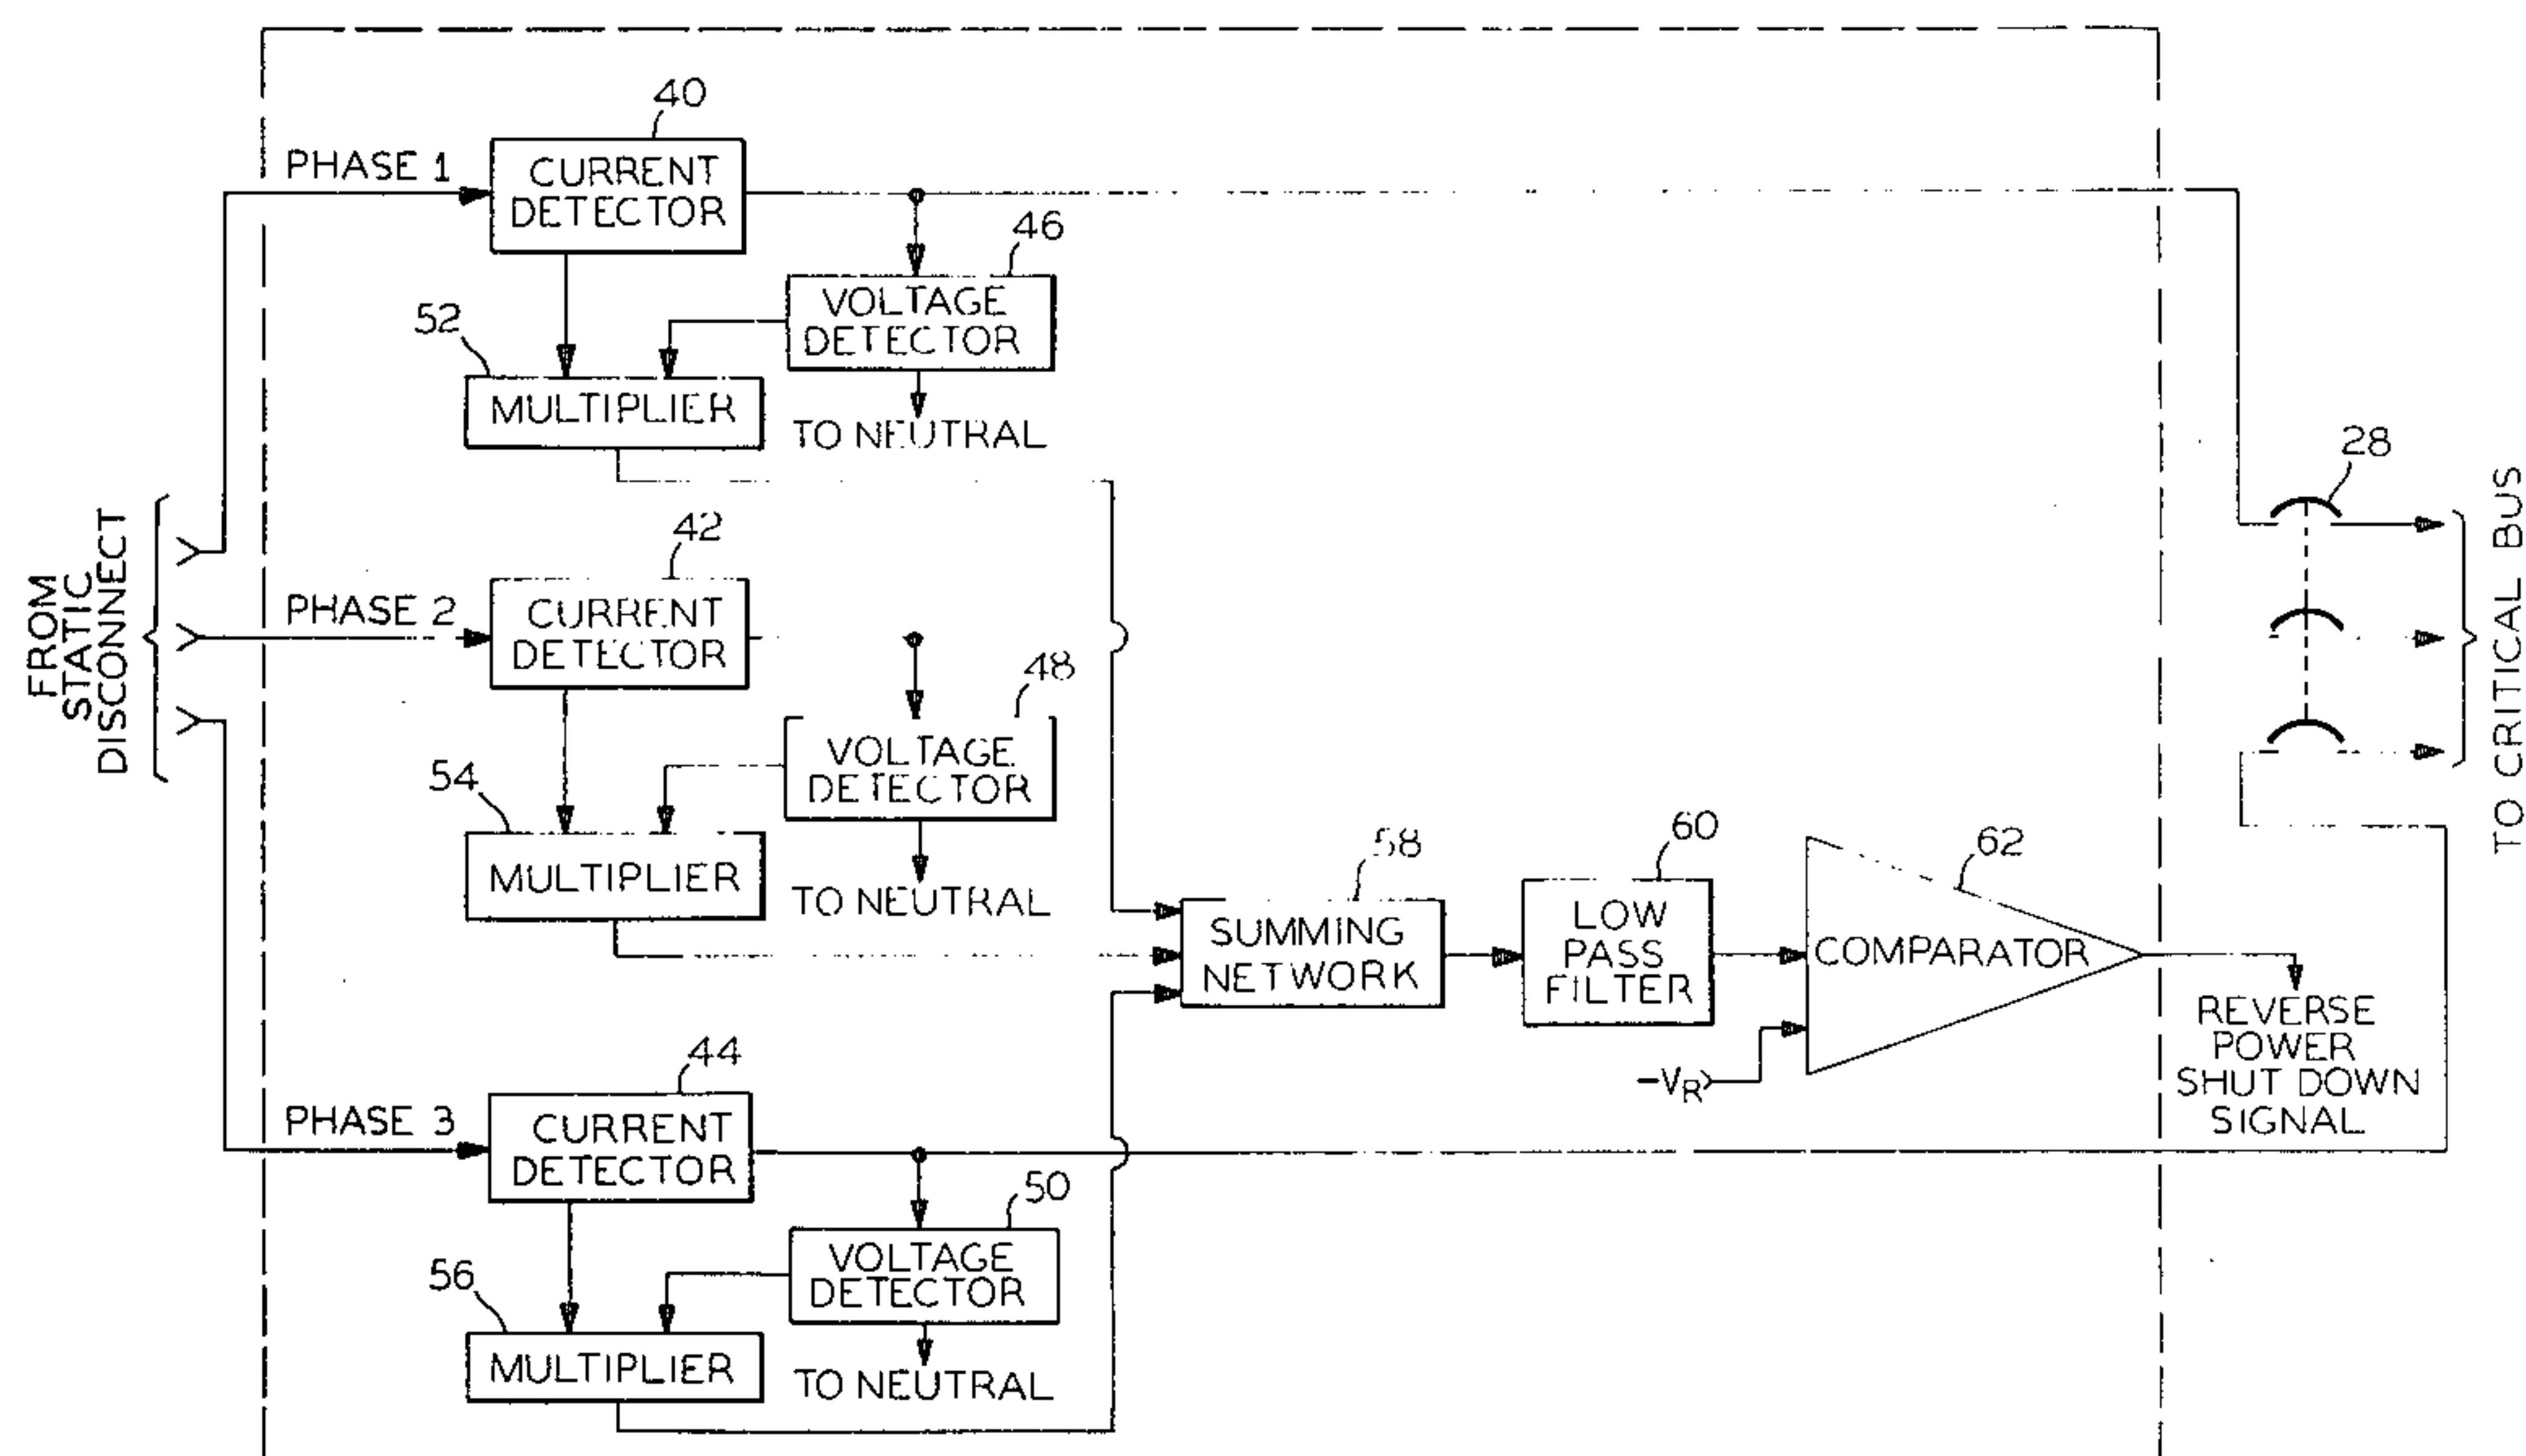 40
PHASE 1
CURRENT
DETECTOR
46
VOLTAGE
DETECTOR
52
MULTIPLIER
TO NEUTRAL
28
FROM
STATIC
DISCONNECT
TO CRITICAL BUS
42
PHASE 2
CURRENT
DETECTOR
48
VOLTAGE
DETECTOR
54
MULTIPLIER
TO NEUTRAL
58
SUMMING
NETWORK
60
LOW
PASS
FILTER
62
COMPARATOR
-VR
REVERSE
POWER
SHUT DOWN
SIGNAL
44
PHASE 3
CURRENT
DETECTOR
50
VOLTAGE
DETECTOR
56
MULTIPLIER
TO NEUTRAL